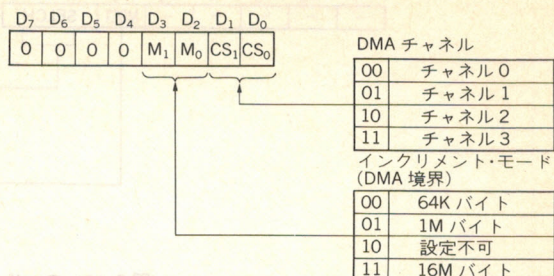 D₇ D₆ D₅ D₄ D₃ D₂ D₁ D₀
0 0 0 0 M₁ M₀ CS₁ CS₀
DMA チャネル
00 チャネル 0
01 チャネル 1
10 チャネル 2
11 チャネル 3
インクリメント・モード
(DMA 境界)
00 64K バイト
01 1M バイト
10 設定不可
11 16M バイト